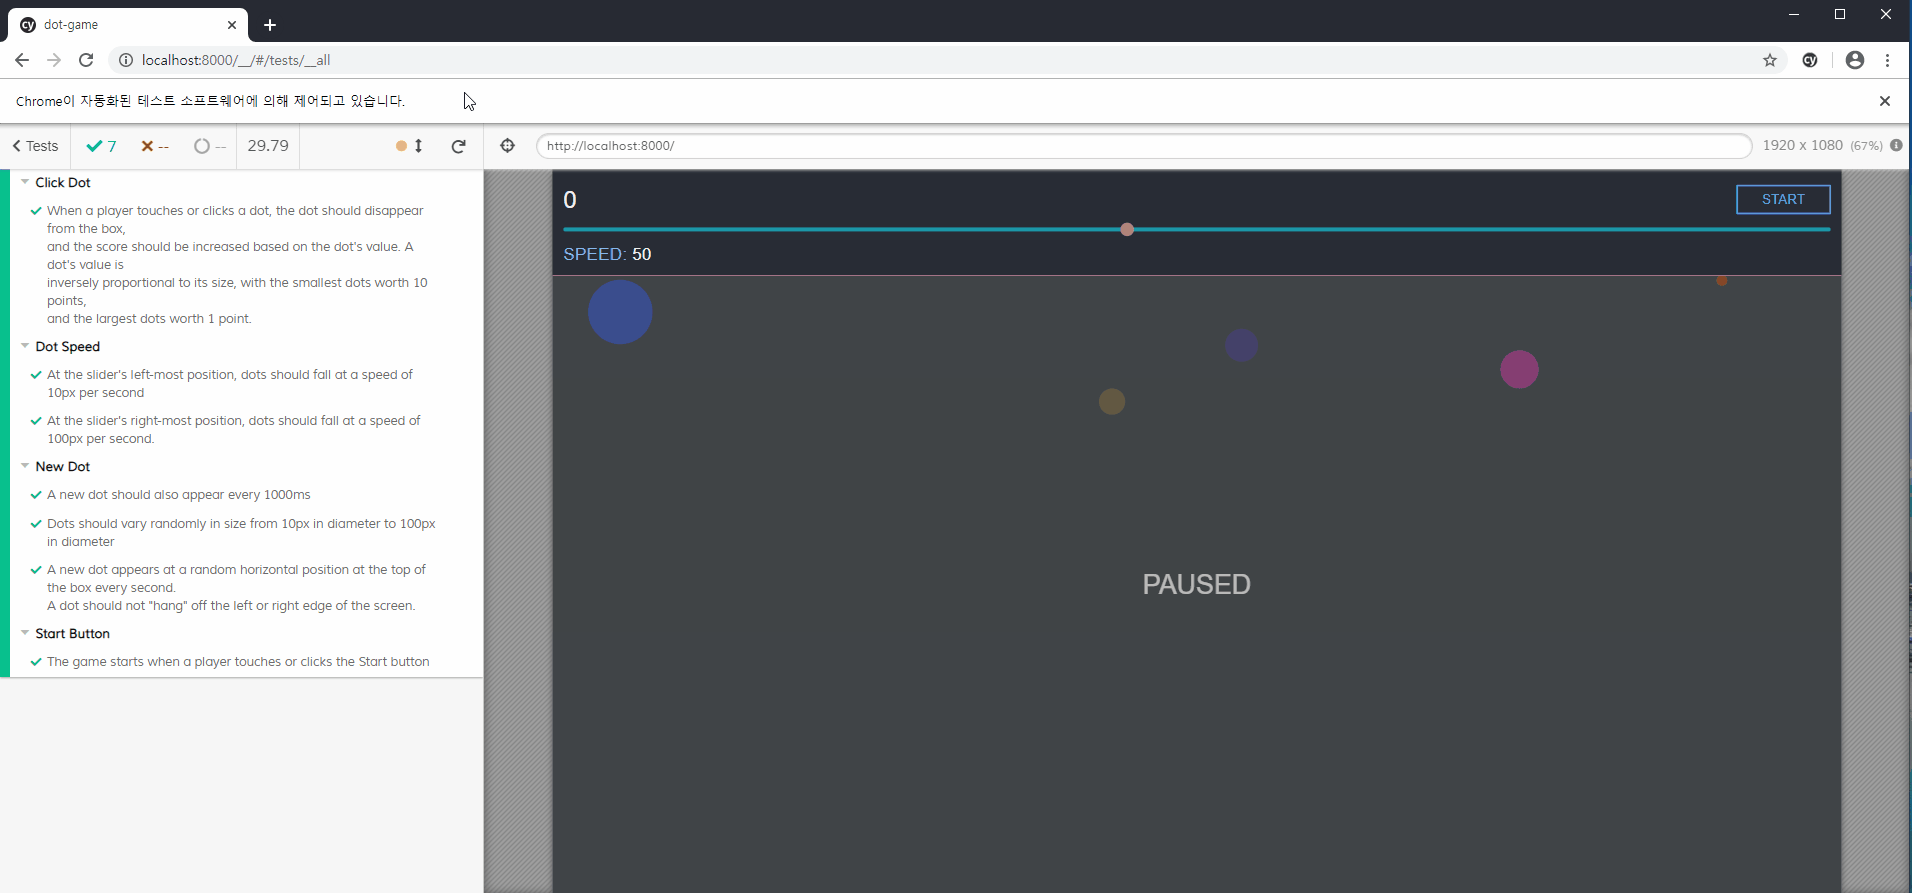 dot-game
localhost:8000/__/#/tests/__all
Chrome이 자동화된 테스트 소프트웨어에 의해 제어되고 있습니다.
Tests 7 -- -- 29.79 http://localhost:8000/ 1920 x 1080 (67%)
Click Dot
When a player touches or clicks a dot, the dot should disappear
from the box,
and the score should be increased based on the dot's value. A
dot's value is
inversely proportional to its size, with the smallest dots worth 10
points,
and the largest dots worth 1 point.
Dot Speed
At the slider's left-most position, dots should fall at a speed of
10px per second
At the slider's right-most position, dots should fall at a speed of
100px per second.
New Dot
A new dot should also appear every 1000ms
Dots should vary randomly in size from 10px in diameter to 100px
in diameter
A new dot appears at a random horizontal position at the top of
the box every second.
A dot should not "hang" off the left or right edge of the screen.
Start Button
The game starts when a player touches or clicks the Start button
0
START
SPEED: 50
PAUSED